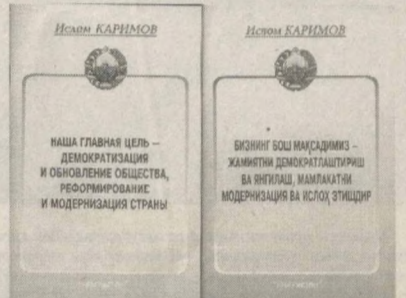 Ислам КАРИМОВ
НАША ГЛАВНАЯ ЦЕЛЬ –
ДЕМОКРАТИЗАЦИЯ
И ОБНОВЛЕНИЕ ОБЩЕСТВА,
РЕФОРМИРОВАНИЕ
И МОДЕРНИЗАЦИЯ СТРАНЫ
Ислом КАРИМОВ
БИЗНИНГ БОШ МАҚСАДИМИЗ –
ЖАМИЯТНИ ДЕМОКРАТЛАШТИРИШ
ВА ЯНГИЛАШ, МАМЛАКАТНИ
МОДЕРНИЗАЦИЯ ВА ИСЛОҲ ЭТИШДИР